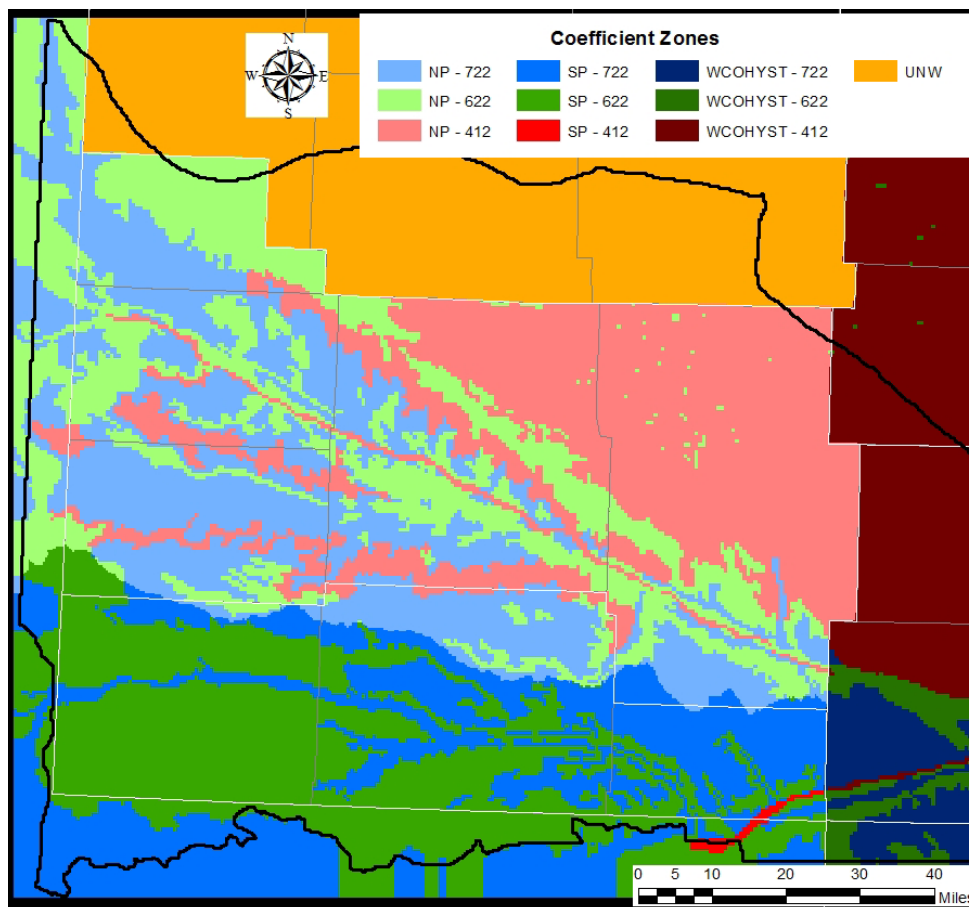 Coefficient Zones
NP - 722 SP - 722 WCOHYST - 722 UNW
NP - 622 SP - 622 WCOHYST - 622
NP - 412 SP - 412 WCOHYST - 412
N
W E
S
0 5 10 20 30 40
Miles